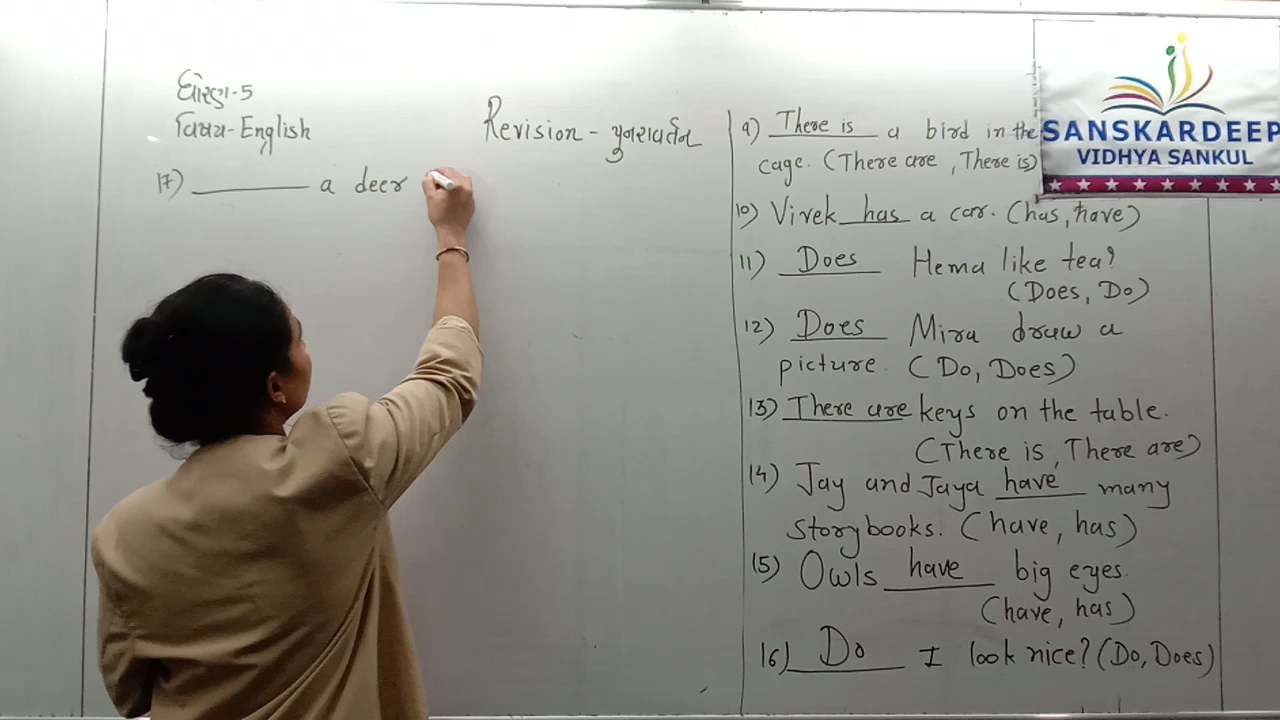 ધોરણ-5
વિષય-English
Revision - પુનરાવર્તન
17) ________ a deer
9) There is a bird in the
cage. (There are, There is)
10) Vivek has a car. (has, have)
11) Does Hema like tea?
(Does, Do)
12) Does Mira draw a
picture. (Do, Does)
13) There are keys on the table.
(There is, There are)
14) Jay and Jaya have many
storybooks. (have, has)
15) Owls have big eyes.
(have, has)
16) Do I look nice? (Do, Does)
SANSKARDEEP
VIDHYA SANKUL